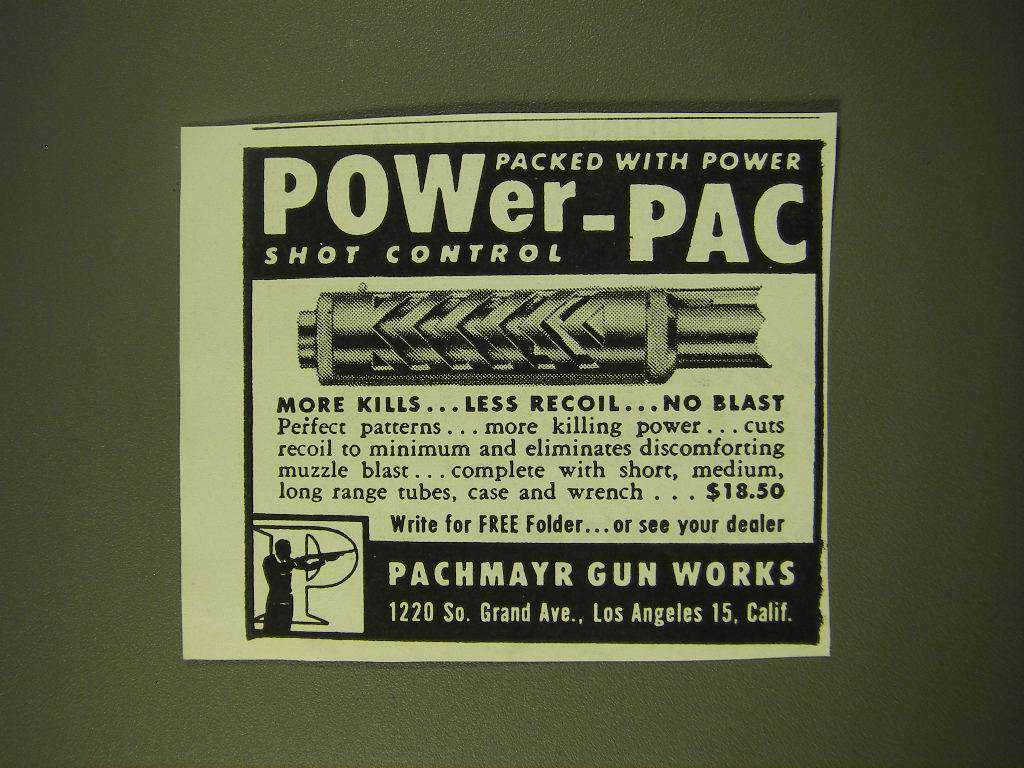 PACKED WITH POWER
POWer-PAC
SHOT CONTROL
MORE KILLS...LESS RECOIL...NO BLAST
Perfect patterns...more killing power...cuts
recoil to minimum and eliminates discomforting
muzzle blast...complete with short, medium,
long range tubes, case and wrench . . . $18.50
Write for FREE Folder...or see your dealer
P
PACHMAYR GUN WORKS
1220 So. Grand Ave., Los Angeles 15, Calif.